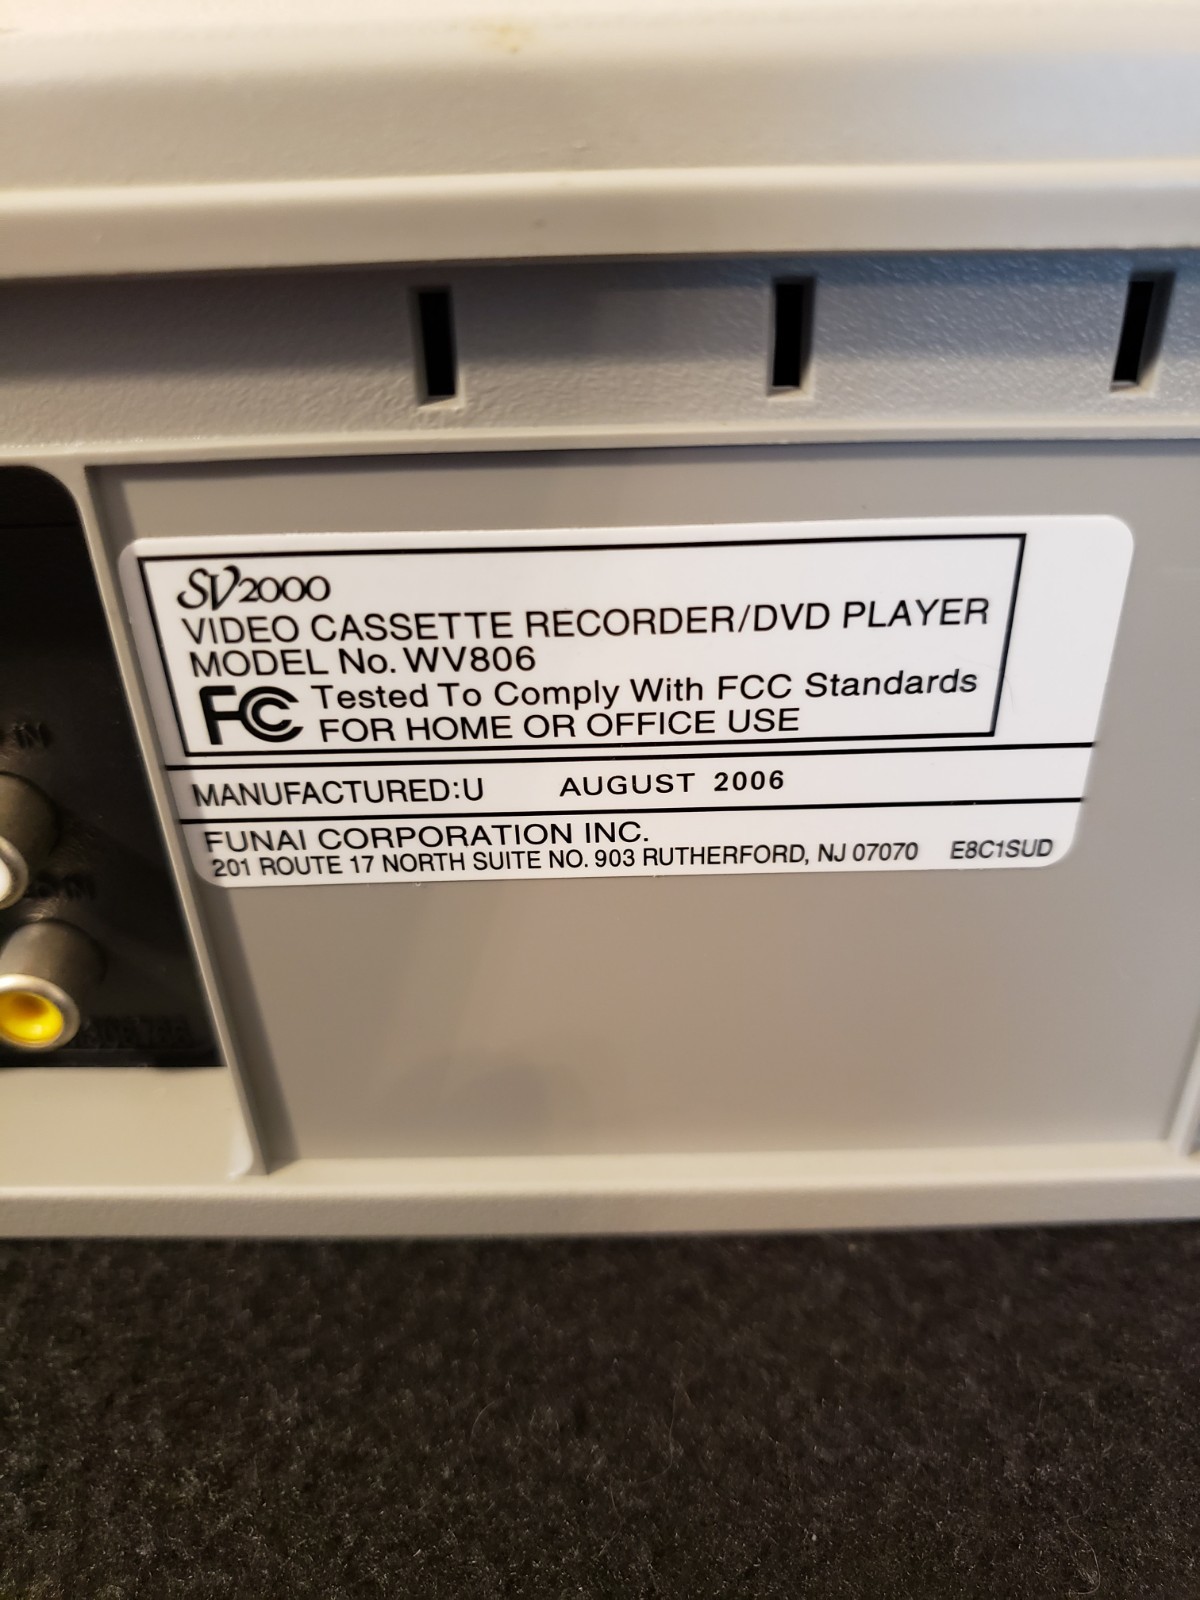 SV2000
VIDEO CASSETTE RECORDER/DVD PLAYER
MODEL No. WV806
FC Tested To Comply With FCC Standards
FOR HOME OR OFFICE USE
MANUFACTURED:U AUGUST 2006
FUNAI CORPORATION INC.
201 ROUTE 17 NORTH SUITE NO. 903 RUTHERFORD, NJ 07070 E8C1SUD